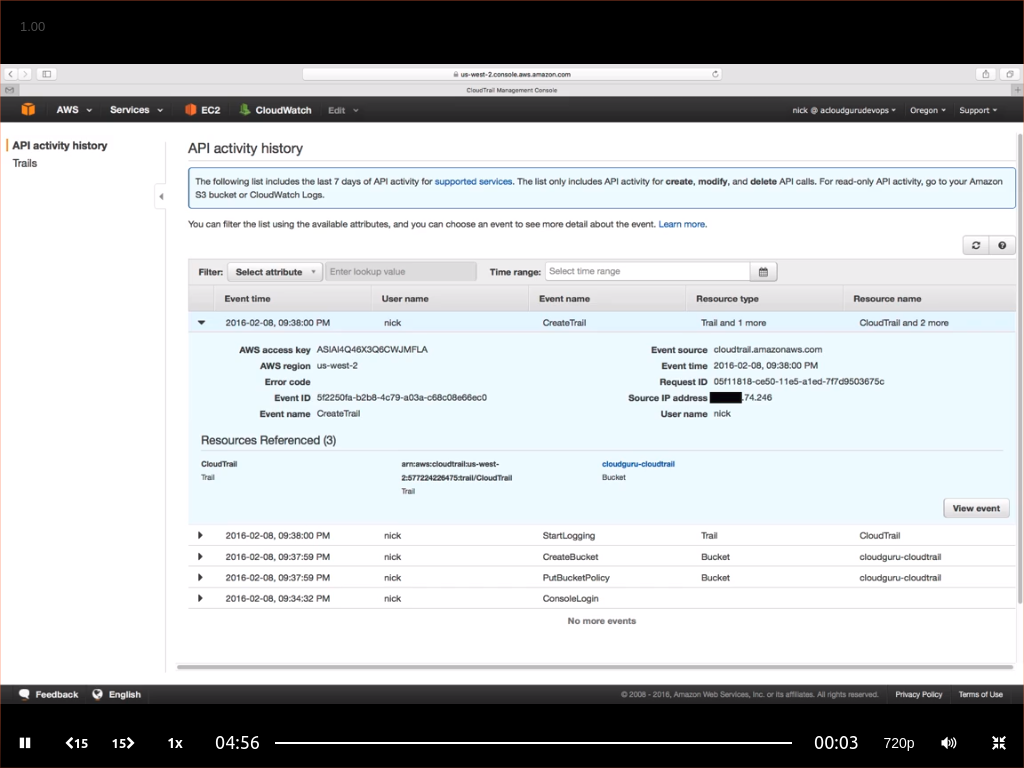 1.00
us-west-2.console.aws.amazon.com
CloudTrail Management Console
AWS Services EC2 CloudWatch Edit nick @ acloudgurudevops Oregon Support
API activity history
Trails
API activity history
The following list includes the last 7 days of API activity for supported services. The list only includes API activity for create, modify, and delete API calls. For read-only API activity, go to your Amazon
S3 bucket or CloudWatch Logs.
You can filter the list using the available attributes, and you can choose an event to see more detail about the event. Learn more.
Filter: Select attribute Enter lookup value Time range: Select time range
Event time User name Event name Resource type Resource name
2016-02-08, 09:38:00 PM nick CreateTrail Trail and 1 more CloudTrail and 2 more
AWS access key ASIAI4Q46X3Q6CWJMFLA Event source cloudtrail.amazonaws.com
AWS region us-west-2 Event time 2016-02-08, 09:38:00 PM
Error code Request ID 05f11818-ce50-11e5-a1ed-7f7d9503675c
Event ID 5f2250fa-b2b8-4c79-a03a-c68c08e66ec0 Source IP address .74.246
Event name CreateTrail User name nick
Resources Referenced (3)
CloudTrail arn:aws:cloudtrail:us-west- cloudguru-cloudtrail
Trail 2:577224226475:trail/CloudTrail Bucket
Trail
View event
2016-02-08, 09:38:00 PM nick StartLogging Trail CloudTrail
2016-02-08, 09:37:59 PM nick CreateBucket Bucket cloudguru-cloudtrail
2016-02-08, 09:37:59 PM nick PutBucketPolicy Bucket cloudguru-cloudtrail
2016-02-08, 09:34:32 PM nick ConsoleLogin
No more events
Feedback English © 2008 - 2016, Amazon Web Services, Inc. or its affiliates. All rights reserved. Privacy Policy Terms of Use
15 15 1x 04:56 00:03 720p